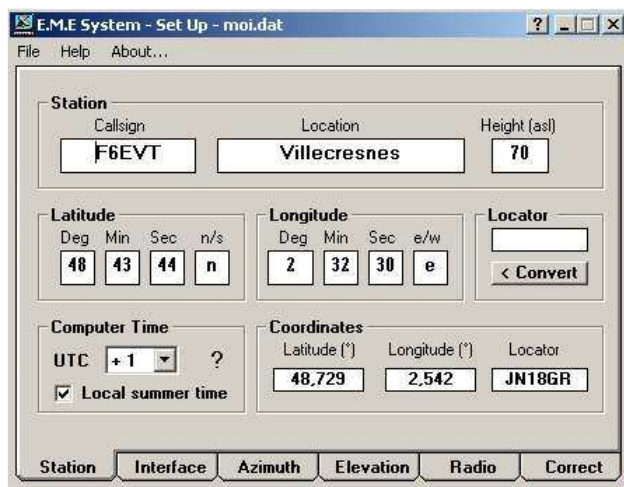 E.M.E System - Set Up - moi.dat
File Help About...
Station
Callsign Location Height (asl)
F6EVT Villecresnes 70
Latitude Longitude Locator
Deg Min Sec n/s Deg Min Sec e/w
48 43 44 n 2 32 30 e
< Convert
Computer Time Coordinates
UTC + 1 ? Latitude (°) Longitude (°) Locator
48,729 2,542 JN18GR
Local summer time
Station Interface Azimuth Elevation Radio Correct